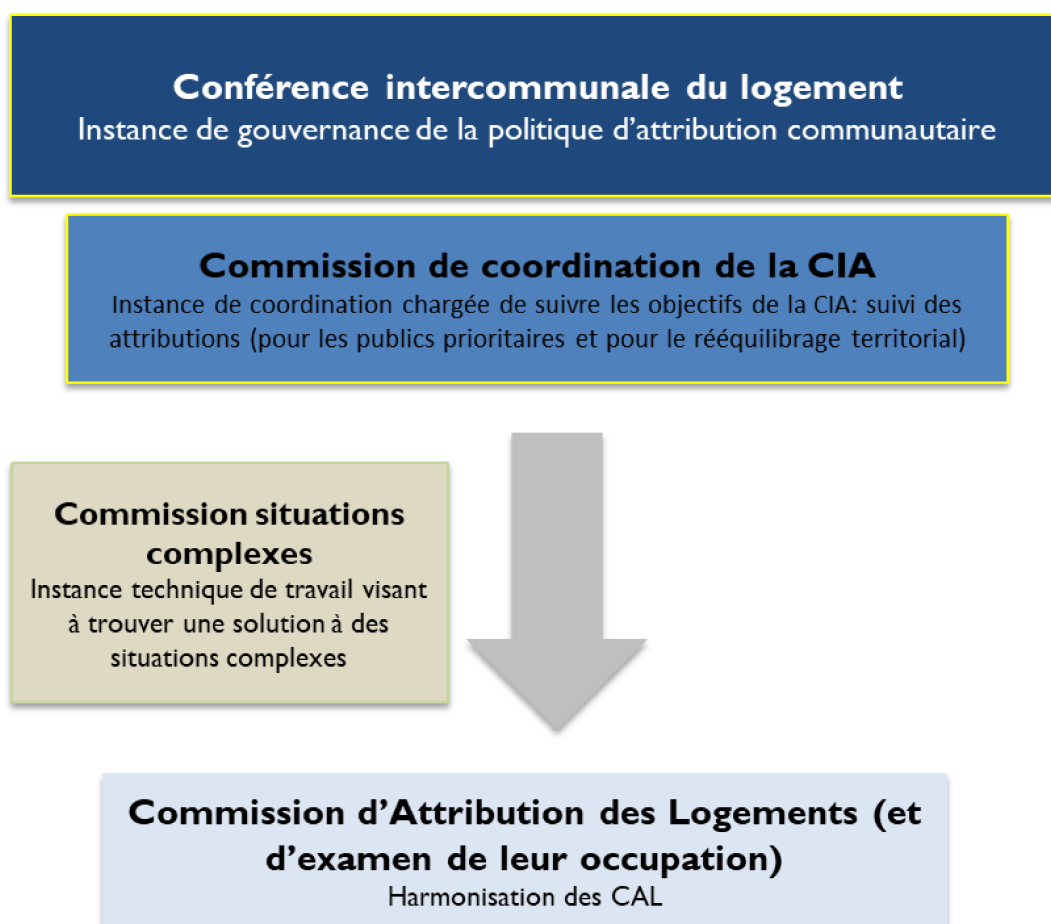 Conférence intercommunale du logement
Instance de gouvernance de la politique d’attribution communautaire
Commission de coordination de la CIA
Instance de coordination chargée de suivre les objectifs de la CIA: suivi des
attributions (pour les publics prioritaires et pour le rééquilibrage territorial)
Commission situations
complexes
Instance technique de travail visant
à trouver une solution à des
situations complexes
Commission d’Attribution des Logements (et
d’examen de leur occupation)
Harmonisation des CAL